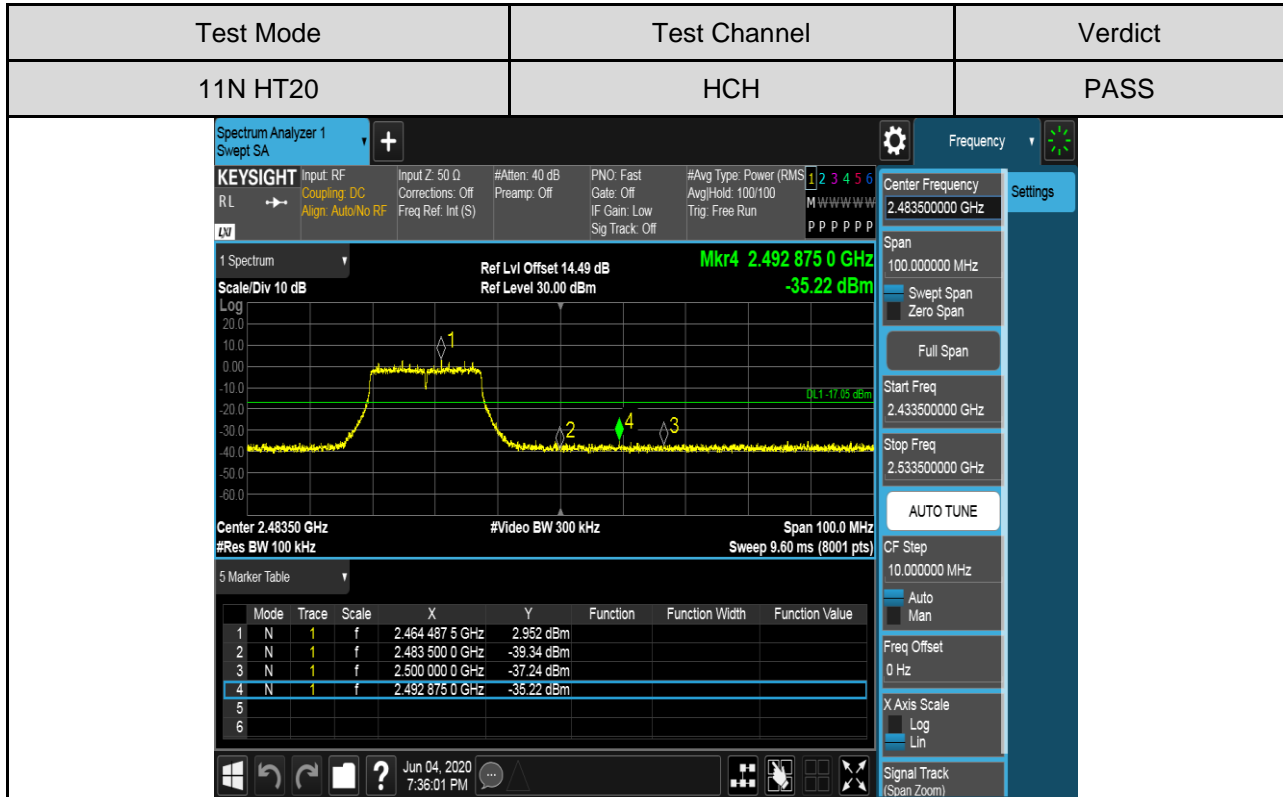 Test Mode Test Channel Verdict
11N HT20 HCH PASS
Spectrum Analyzer 1
Swept SA
+
Frequency
KEYSIGHT Input: RF Input Z: 50 Ω #Atten: 40 dB PNO: Fast #Avg Type: Power (RMS 1 2 3 4 5 6
RL Coupling: DC Corrections: Off Preamp: Off Gate: Off Avg|Hold: 100/100 M W W W W W
Align: Auto/No RF Freq Ref: Int (S) IF Gain: Low Trig: Free Run
LXI Sig Track: Off P P P P P P
1 Spectrum
Ref Lvl Offset 14.49 dB Mkr4 2.492 875 0 GHz
Scale/Div 10 dB Ref Level 30.00 dBm -35.22 dBm
Log
20.0
10.0
1
0.00
-10.0
DL1 -17.05 dBm
-20.0
-30.0
2 4 3
-40.0
-50.0
-60.0
Center 2.48350 GHz #Video BW 300 kHz Span 100.0 MHz
#Res BW 100 kHz Sweep 9.60 ms (8001 pts)
5 Marker Table
Mode Trace Scale X Y Function Function Width Function Value
1 N 1 f 2.464 487 5 GHz 2.952 dBm
2 N 1 f 2.483 500 0 GHz -39.34 dBm
3 N 1 f 2.500 000 0 GHz -37.24 dBm
4 N 1 f 2.492 875 0 GHz -35.22 dBm
5
6
? Jun 04, 2020
7:36:01 PM
Center Frequency
2.483500000 GHz
Settings
Span
100.000000 MHz
Swept Span
Zero Span
Full Span
Start Freq
2.433500000 GHz
Stop Freq
2.533500000 GHz
AUTO TUNE
CF Step
10.000000 MHz
Auto
Man
Freq Offset
0 Hz
X Axis Scale
Log
Lin
Signal Track
(Span Zoom)